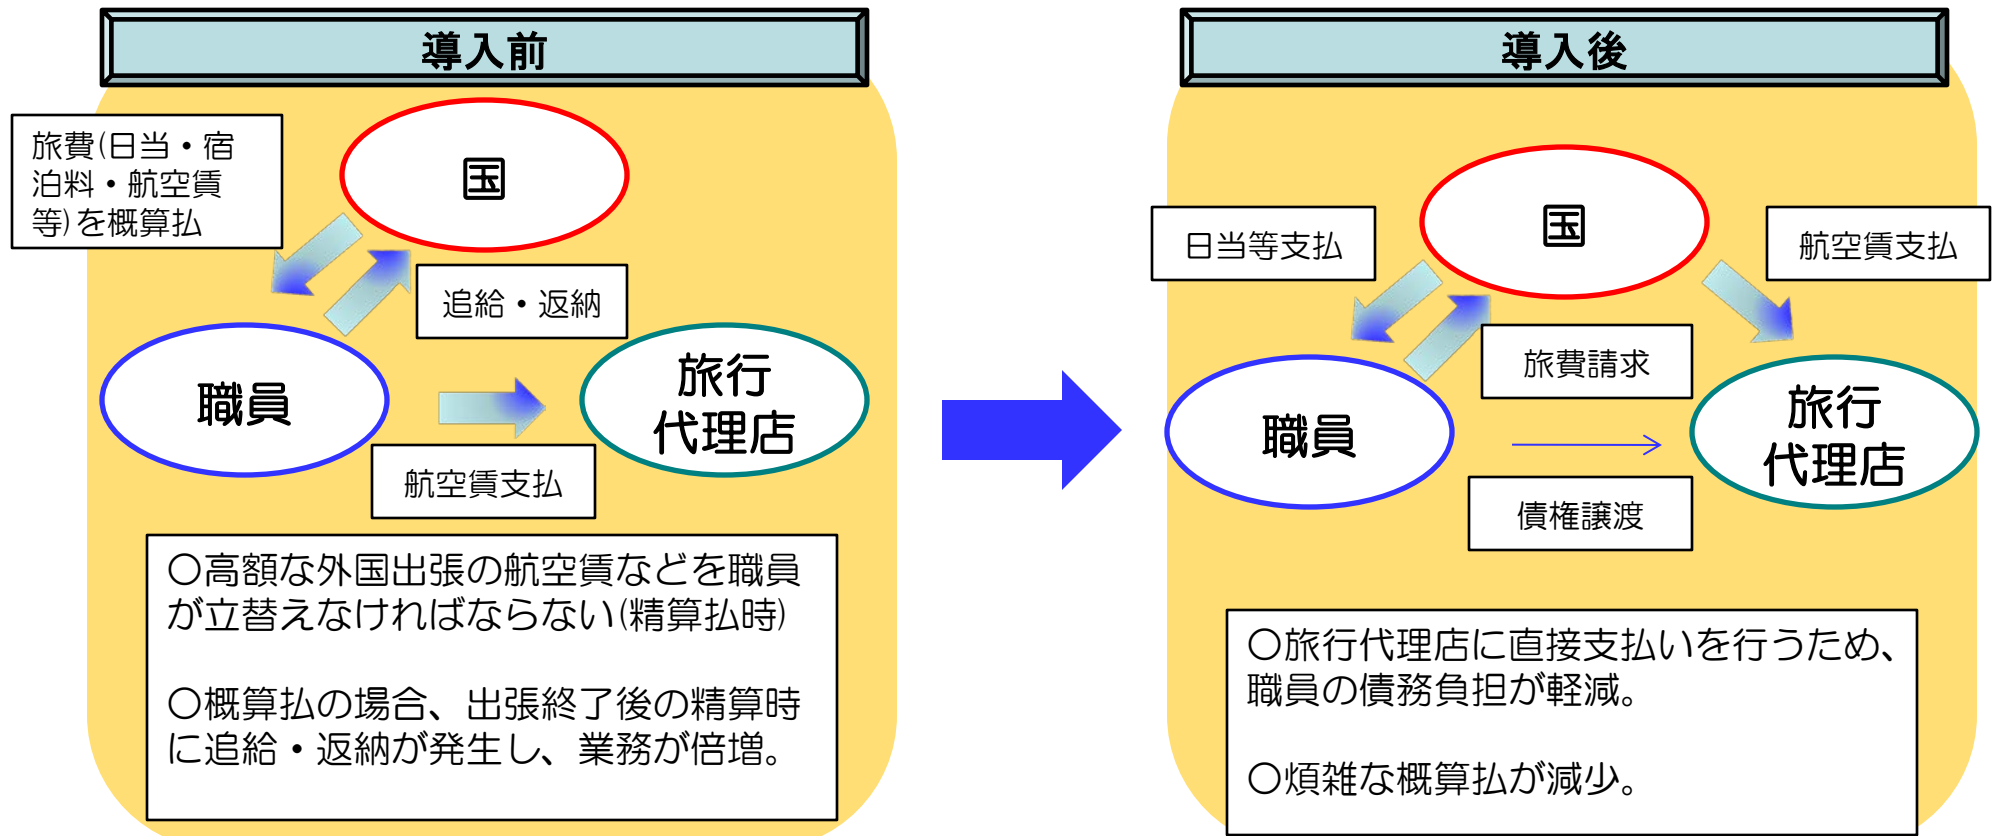 導入前
旅費(日当・宿
泊料・航空賃
等)を概算払
国
追給・返納
職員
旅行
代理店
航空賃支払
○高額な外国出張の航空賃などを職員
が立替えなければならない(精算払時)
○概算払の場合、出張終了後の精算時
に追給・返納が発生し、業務が倍増。
導入後
国
日当等支払
航空賃支払
旅費請求
職員
旅行
代理店
債権譲渡
○旅行代理店に直接支払いを行うため、
職員の債務負担が軽減。
○煩雑な概算払が減少。